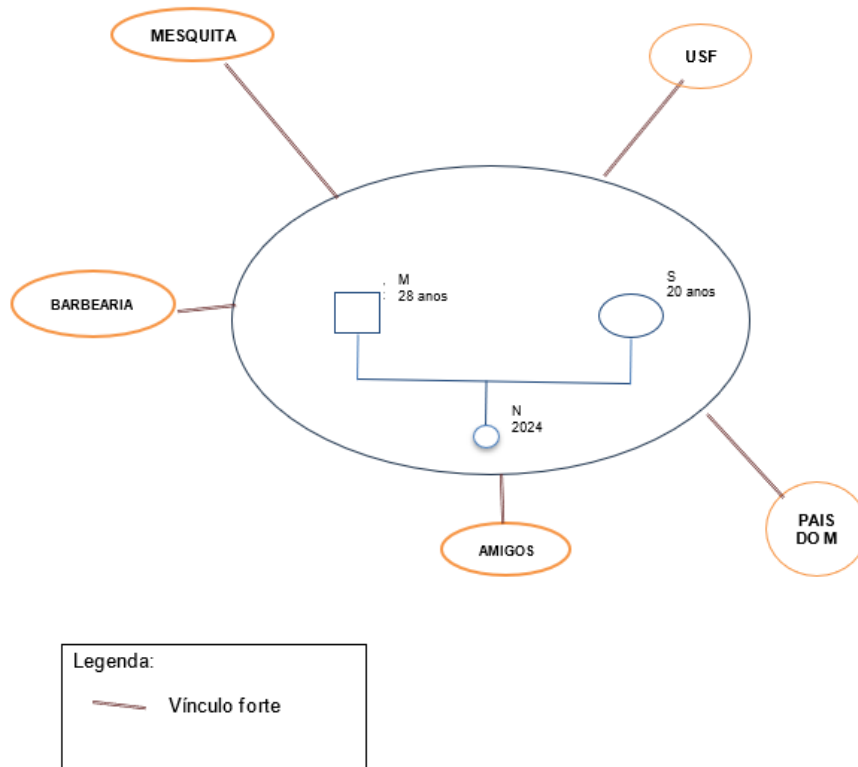 MESQUITA
USF
BARBEARIA
M
28 anos
S
20 anos
N
2024
AMIGOS
PAIS
DO M
Legenda:
Vínculo forte